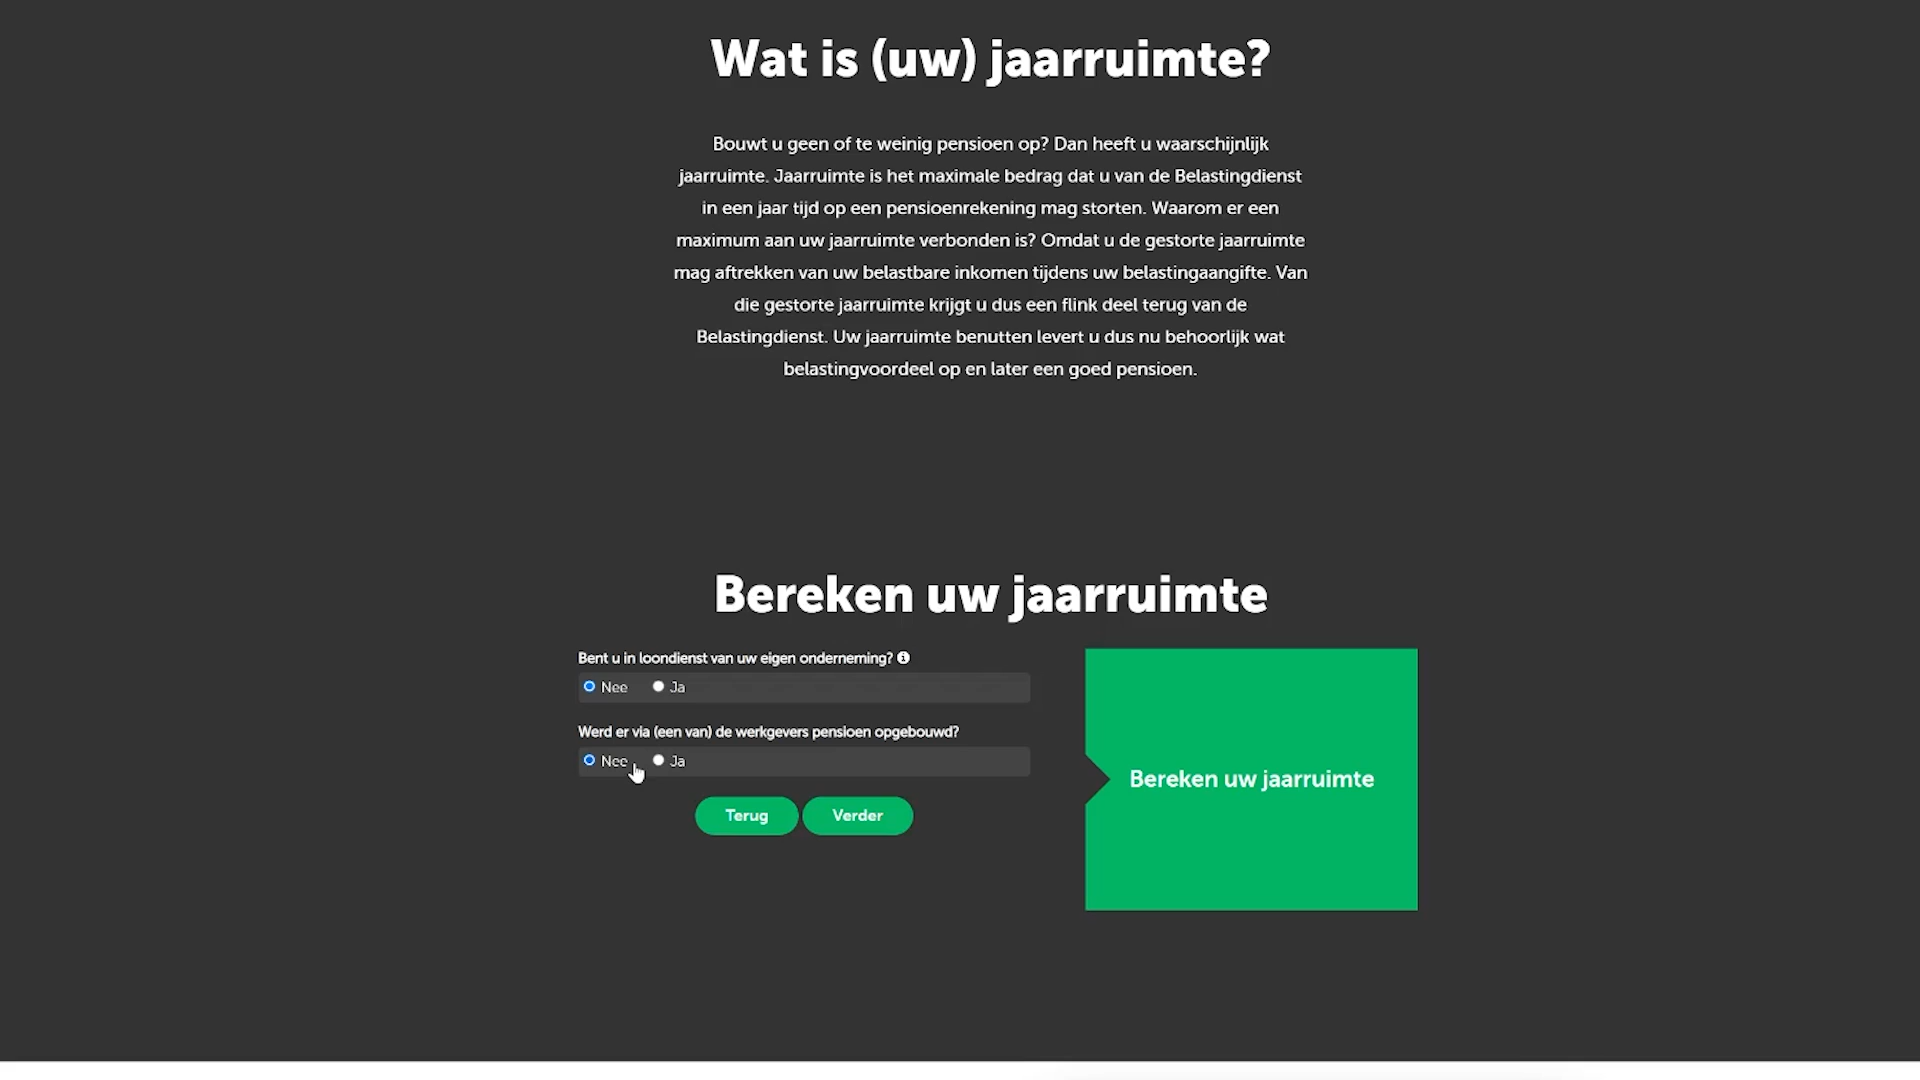 Wat is (uw) jaarruimte?
Bouwt u geen of te weinig pensioen op? Dan heeft u waarschijnlijk
jaarruimte. Jaarruimte is het maximale bedrag dat u van de Belastingdienst
in een jaar tijd op een pensioenrekening mag storten. Waarom er een
maximum aan uw jaarruimte verbonden is? Omdat u de gestorte jaarruimte
mag aftrekken van uw belastbare inkomen tijdens uw belastingaangifte. Van
die gestorte jaarruimte krijgt u dus een flink deel terug van de
Belastingdienst. Uw jaarruimte benutten levert u dus nu behoorlijk wat
belastingvoordeel op en later een goed pensioen.
Bereken uw jaarruimte
Bent u in loondienst van uw eigen onderneming?
Nee Ja
Werd er via (een van) de werkgevers pensioen opgebouwd?
Nee Ja
Terug Verder
Bereken uw jaarruimte